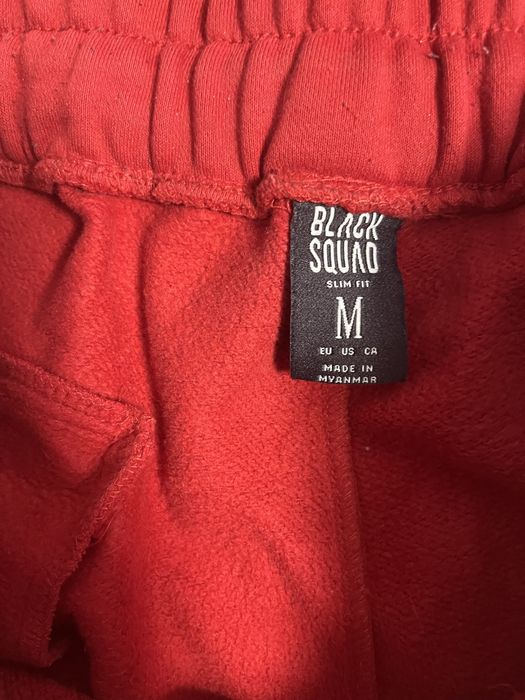 BLACK
SQUAD
SLIM FIT
M
EU US CA
MADE IN
MYANMAR